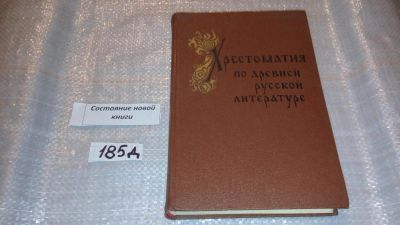 Хрестоматия
по древней
русской
литературе
Состояние новой
книги
185д